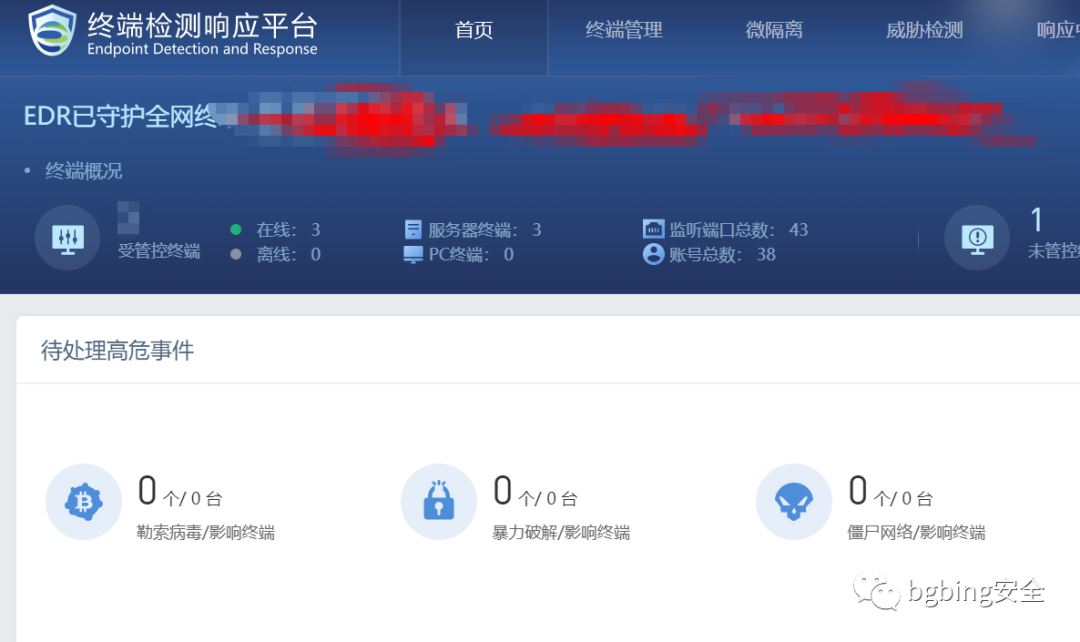 终端检测响应平台
Endpoint Detection and Response
首页 终端管理 微隔离 威胁检测 响应
EDR已守护全网终
• 终端概况
受管控终端
在线： 3
离线： 0
服务器终端： 3
PC终端： 0
监听端口总数： 43
账号总数： 38
1
未管控
待处理高危事件
0 个/ 0 台
勒索病毒/影响终端
0 个/ 0 台
暴力破解/影响终端
0 个/ 0 台
僵尸网络/影响终端
bgbing安全